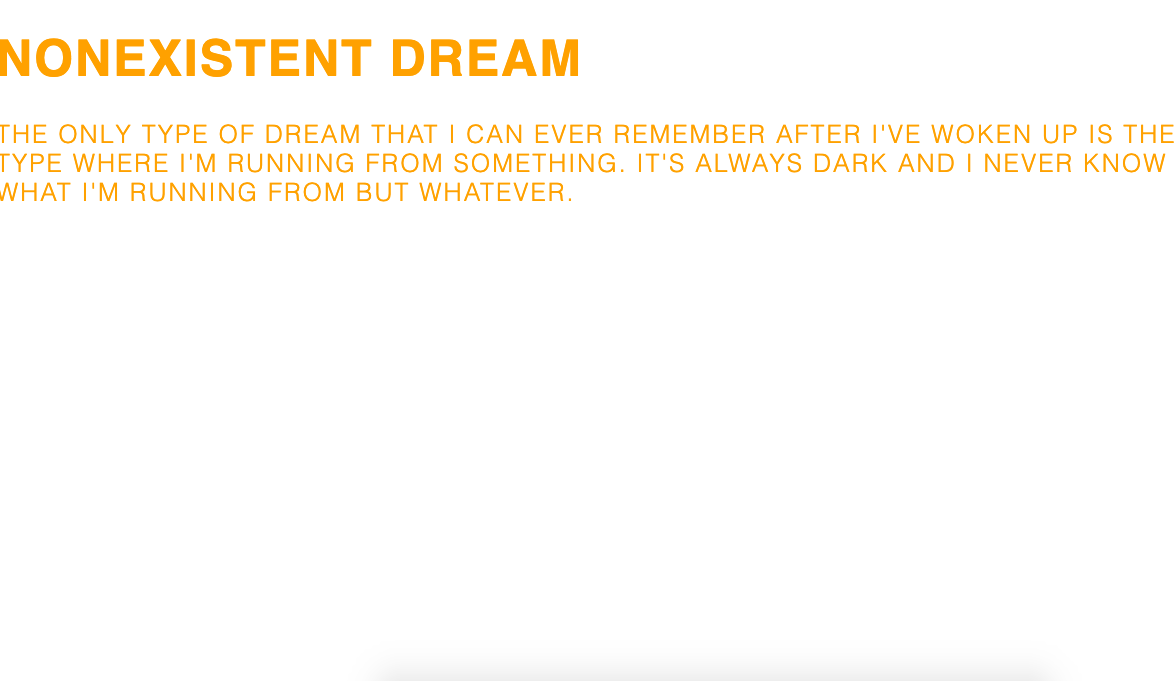 NONEXISTENT DREAM
THE ONLY TYPE OF DREAM THAT I CAN EVER REMEMBER AFTER I'VE WOKEN UP IS THE
TYPE WHERE I'M RUNNING FROM SOMETHING. IT'S ALWAYS DARK AND I NEVER KNOW
WHAT I'M RUNNING FROM BUT WHATEVER.